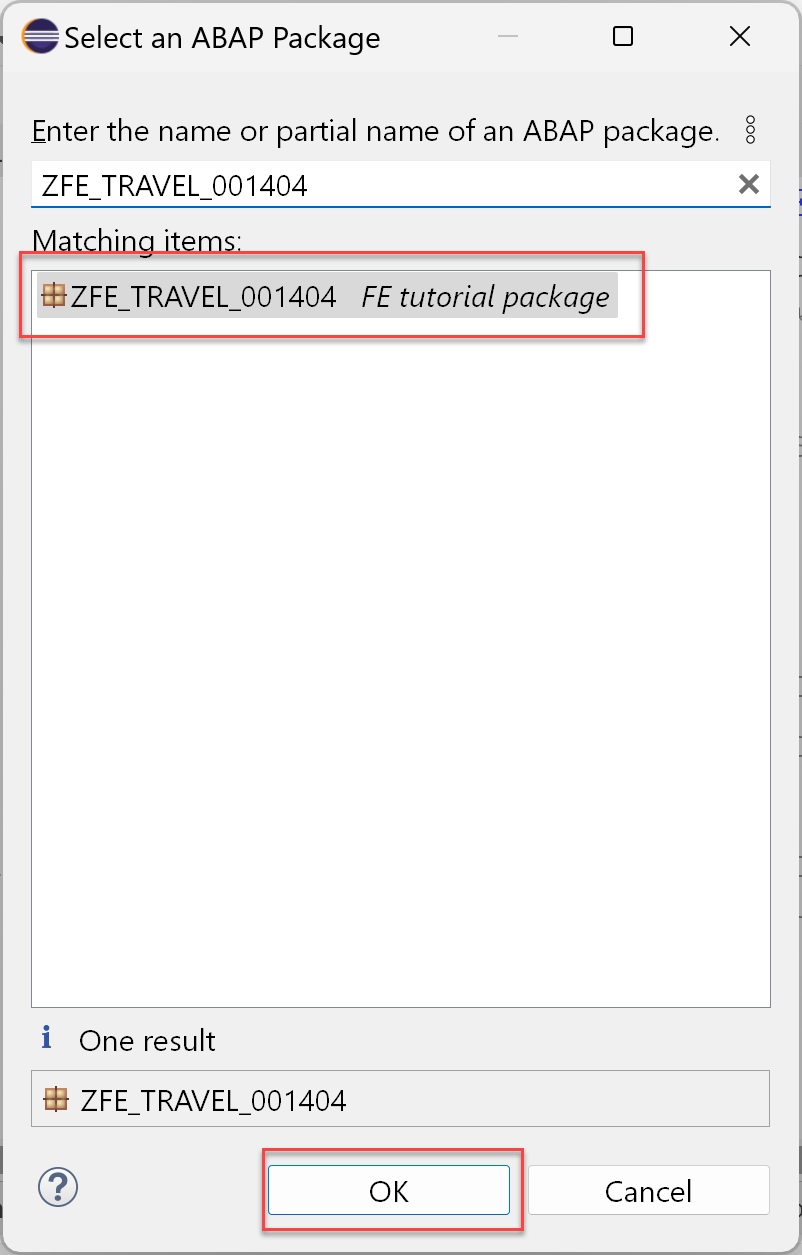 Select an ABAP Package
Enter the name or partial name of an ABAP package.
ZFE_TRAVEL_001404
Matching items:
ZFE_TRAVEL_001404 FE tutorial package
One result
ZFE_TRAVEL_001404
OK Cancel